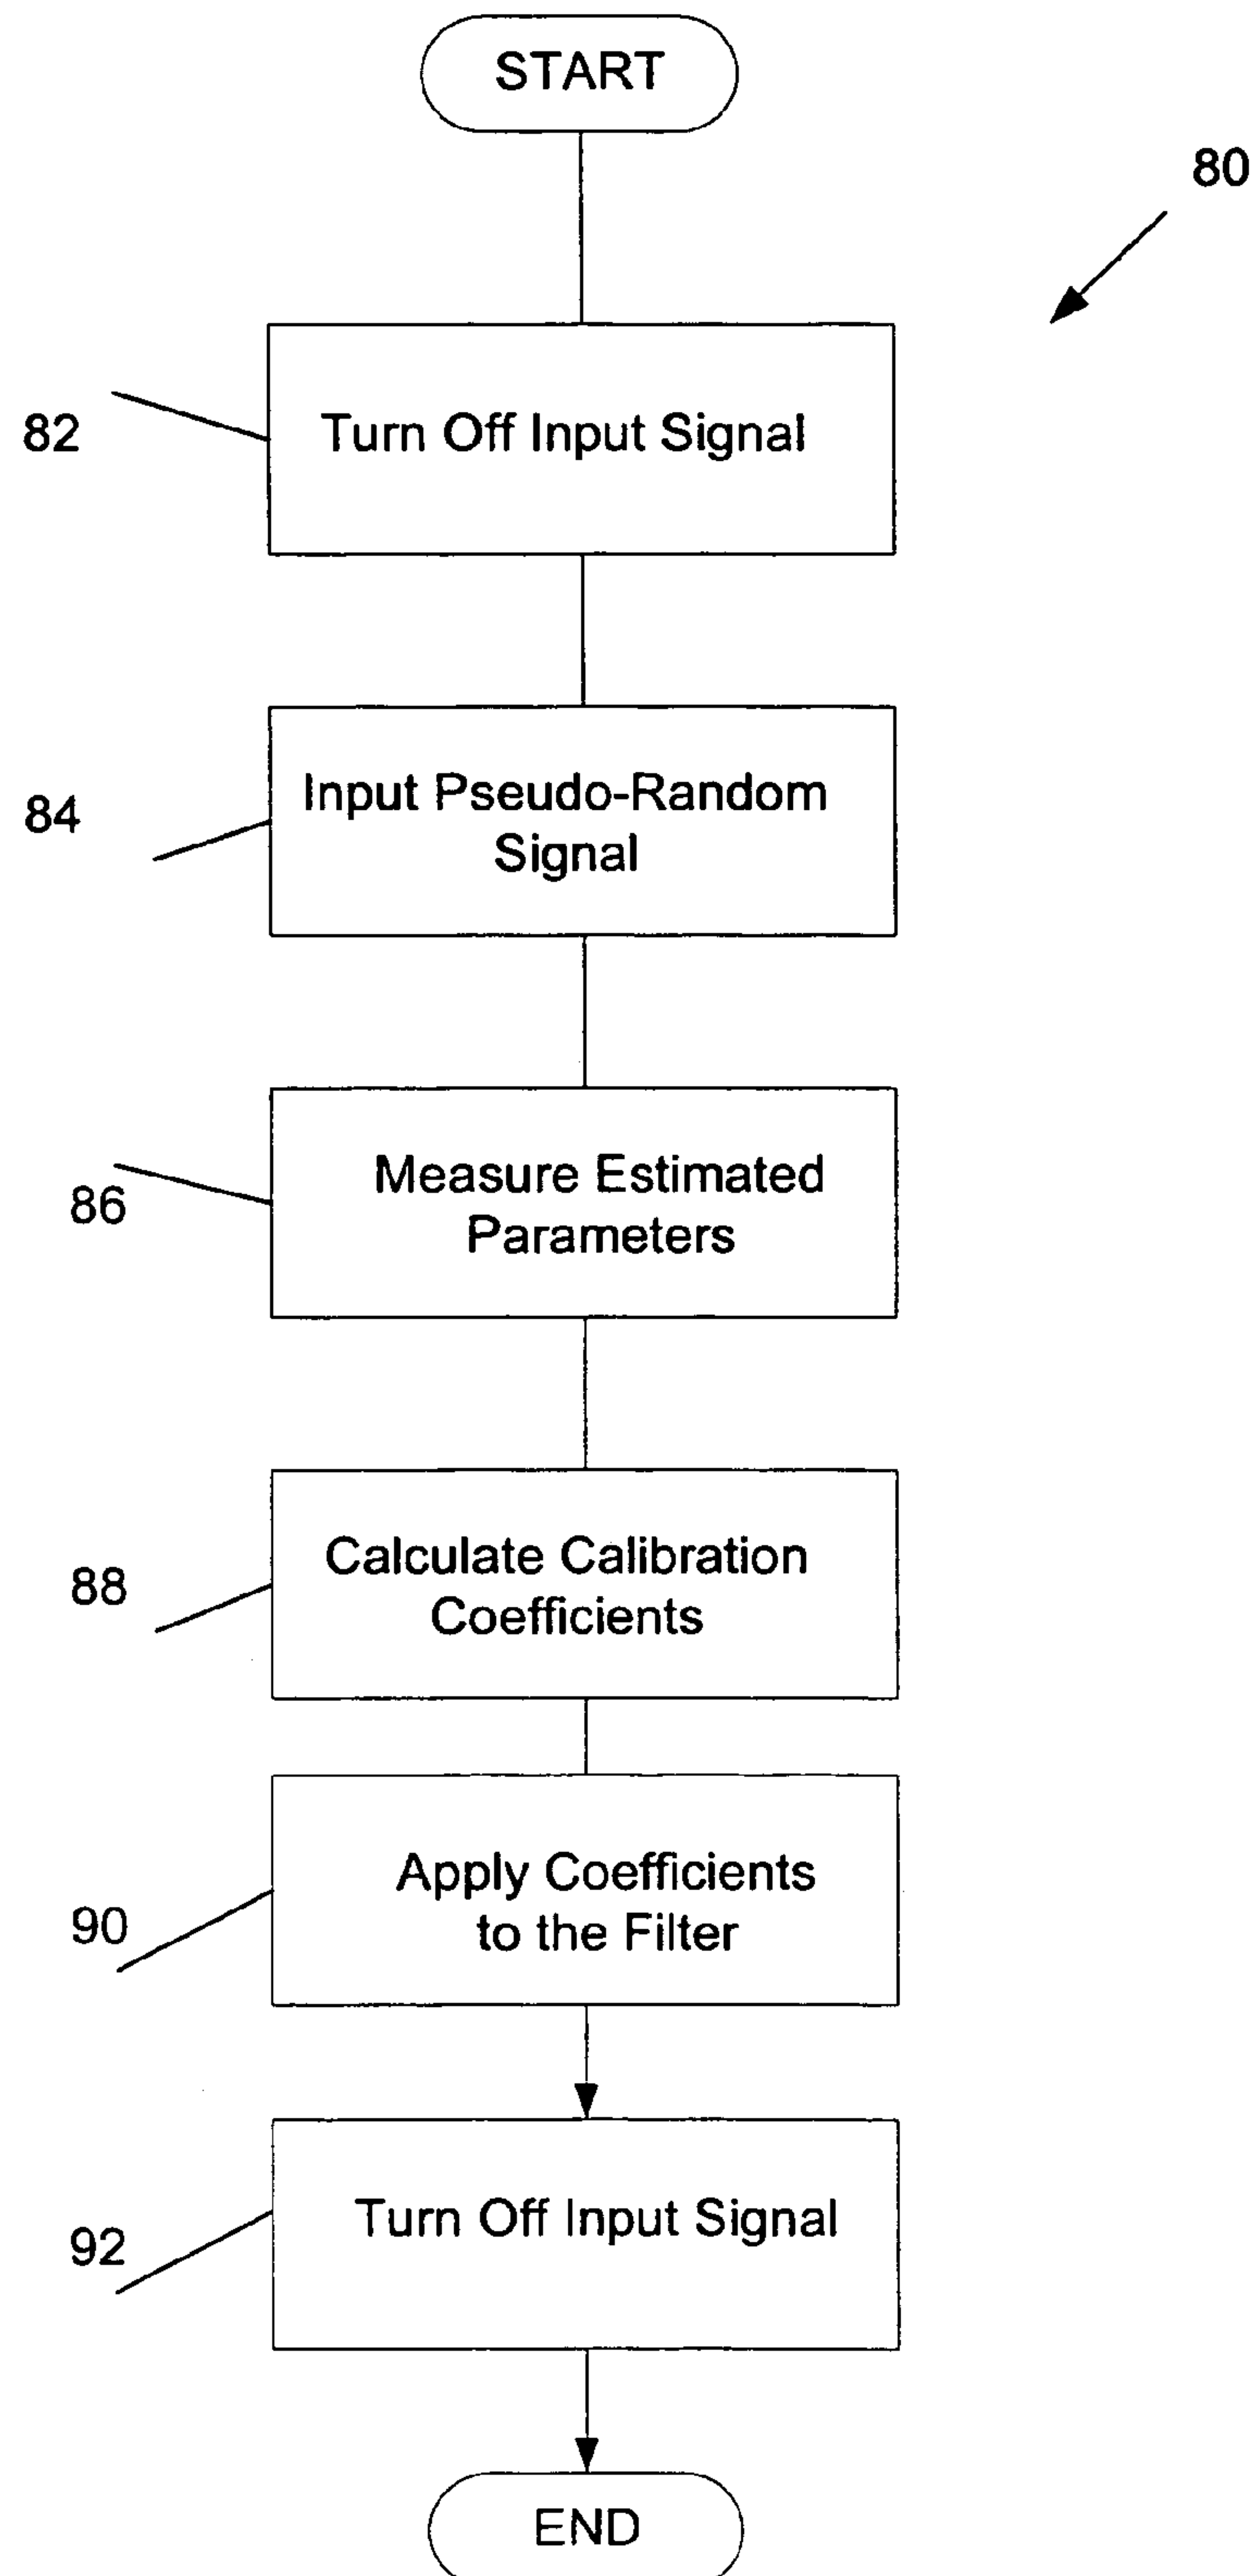 START
80
82
Turn Off Input Signal
84
Input Pseudo-Random
Signal
86
Measure Estimated
Parameters
88
Calculate Calibration
Coefficients
90
Apply Coefficients
to the Filter
92
Turn Off Input Signal
END